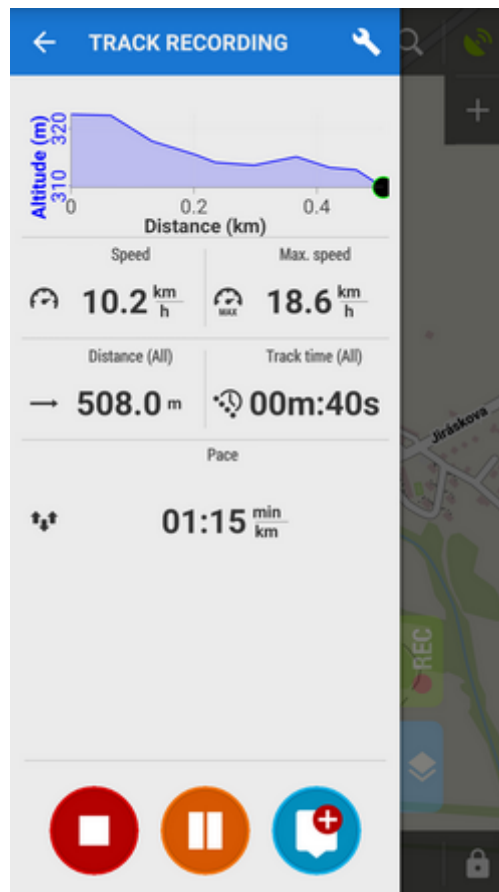 TRACK RECORDING
Altitude (m)
320
310
0 0.2 0.4
Distance (km)
Speed Max. speed
10.2 km/h MAX 18.6 km/h
Distance (All) Track time (All)
508.0 m 00m:40s
Pace
01:15 min/km
Jiráskova
REC